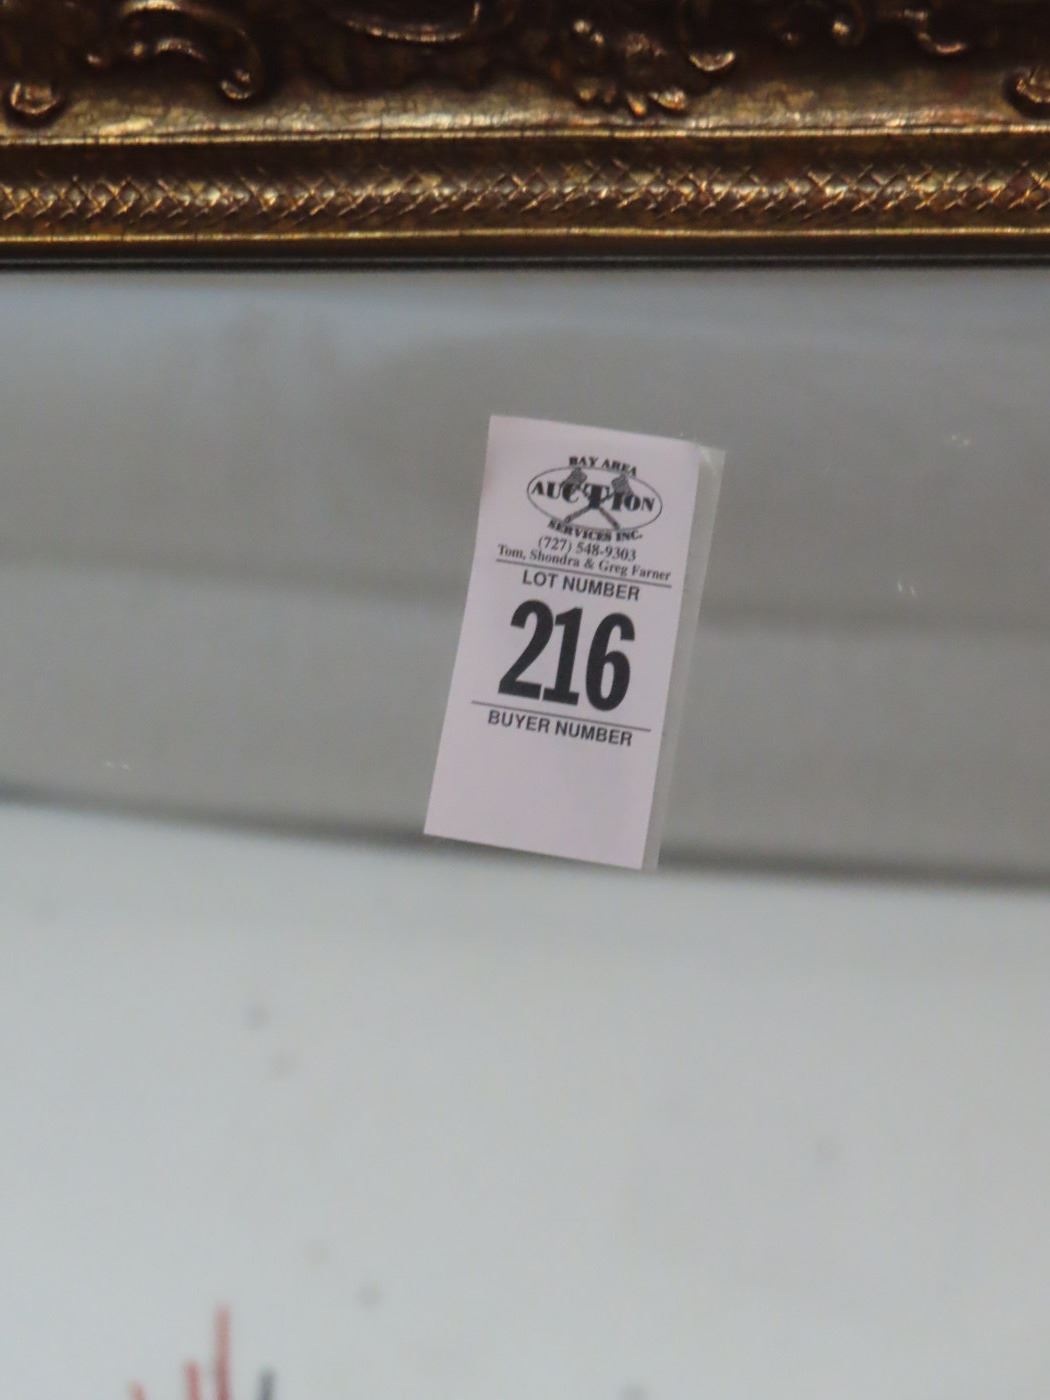 BAY AREA
AUCTION
SERVICES INC.
(727) 548-9303
Tom, Shondra & Greg Farner
LOT NUMBER
216
BUYER NUMBER